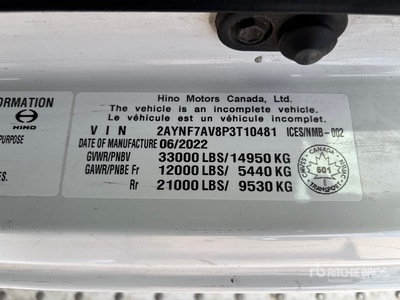 Hino Motors Canada, Ltd.
The vehicle is an incomplete vehicle.
Le véhicule est un véhicule incomplet.
VIN 2AYNF7AV8P3T10481 ICES/NMB-002
DATE OF MANUFACTURE 06/2022
GVWR/PNBV 33000 LBS/14950 KG
GAWR/PNBE Fr 12000 LBS/ 5440 KG
Rr 21000 LBS/ 9530 KG
CANADA
501
TRANSPORT
ORMATION
HINO
PURPOSE
RITCHIE BROS